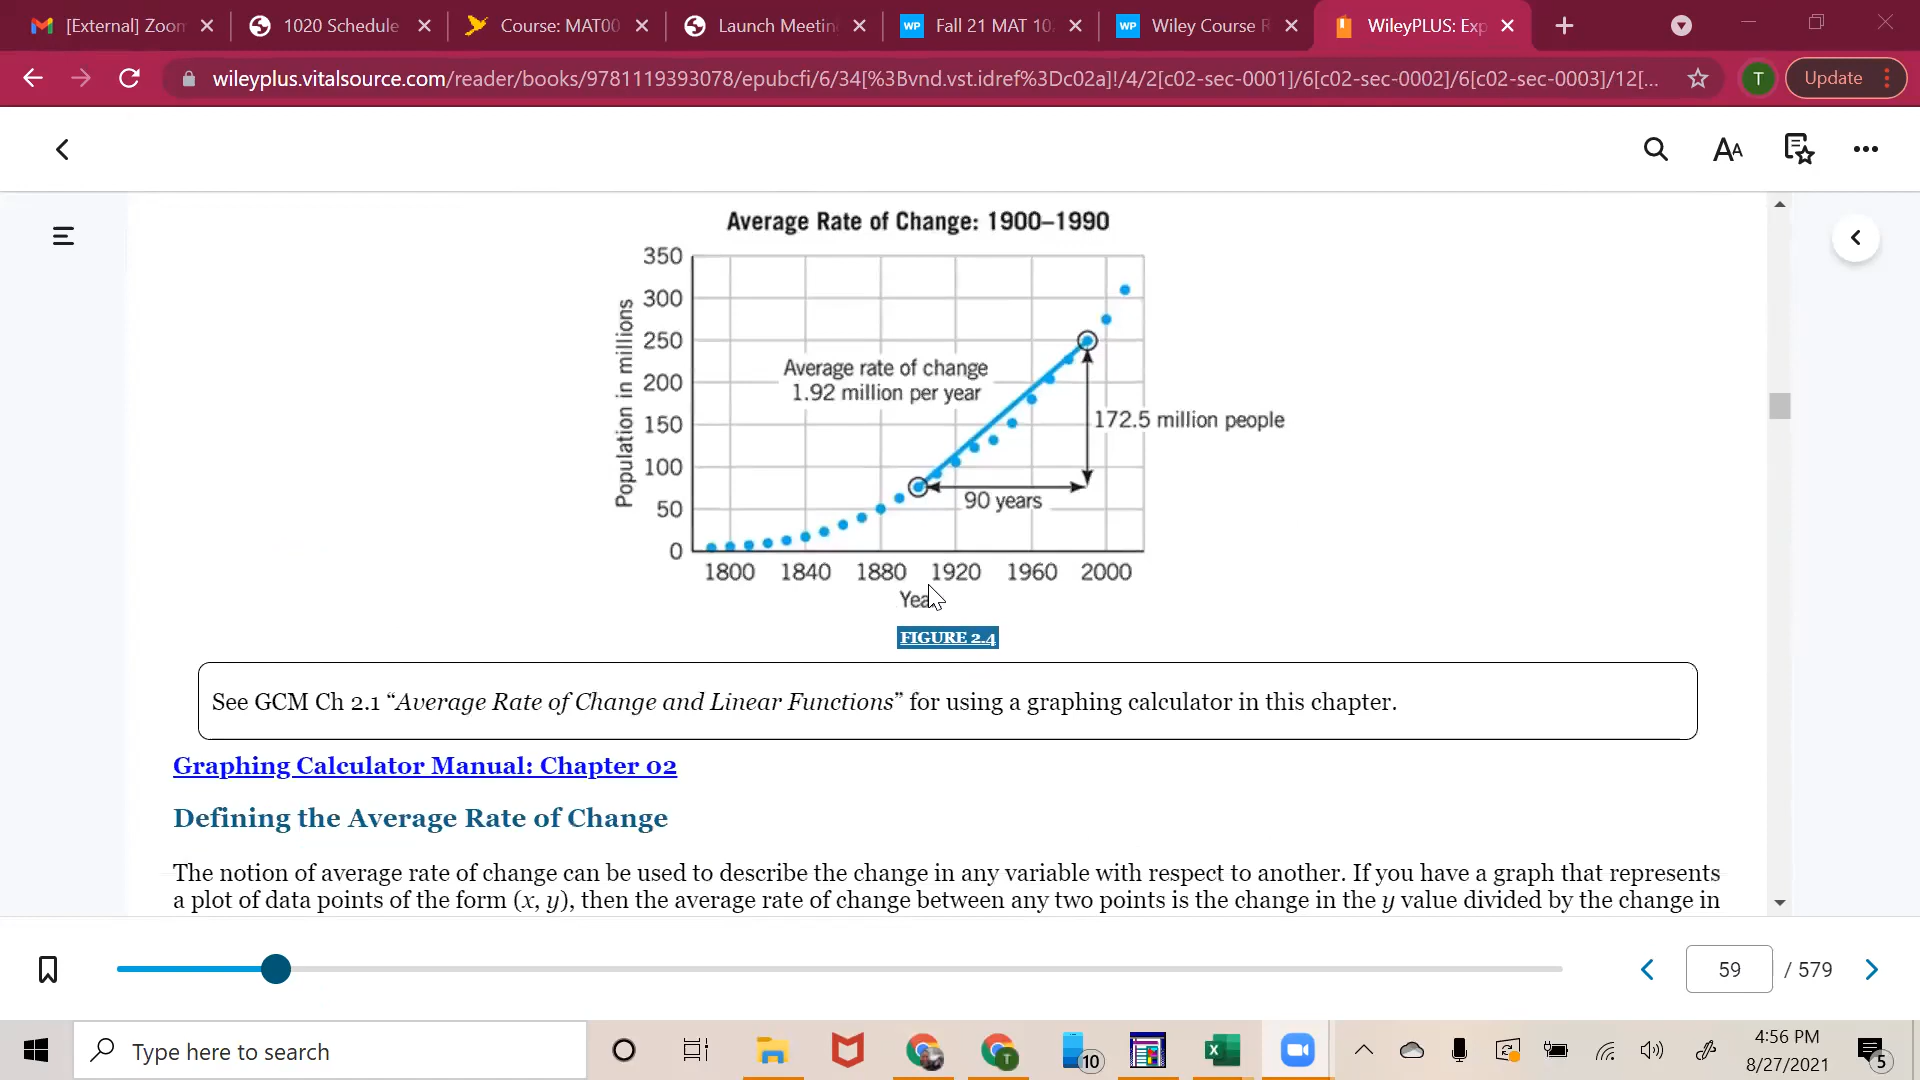 [External] Zoom
1020 Schedule
Course: MAT00
Launch Meetin
WP Fall 21 MAT 10
WP Wiley Course R
WileyPLUS: Exp
wileyplus.vitalsource.com/reader/books/9781119393078/epubcfi/6/34[%3Bvnd.vst.idref%3Dc02a]!/4/2[c02-sec-0001]/6[c02-sec-0002]/6[c02-sec-0003]/12[...
T
Update
AA
Average Rate of Change: 1900–1990
Population in millions
350
300
250
200
150
100
50
0
Average rate of change
1.92 million per year
172.5 million people
90 years
1800 1840 1880 1920 1960 2000
Yea
FIGURE 2.4
See GCM Ch 2.1 “Average Rate of Change and Linear Functions” for using a graphing calculator in this chapter.
Graphing Calculator Manual: Chapter 02
Defining the Average Rate of Change
The notion of average rate of change can be used to describe the change in any variable with respect to another. If you have a graph that represents
a plot of data points of the form (x, y), then the average rate of change between any two points is the change in the y value divided by the change in
59 / 579
Type here to search
T
10
4:56 PM
8/27/2021
5